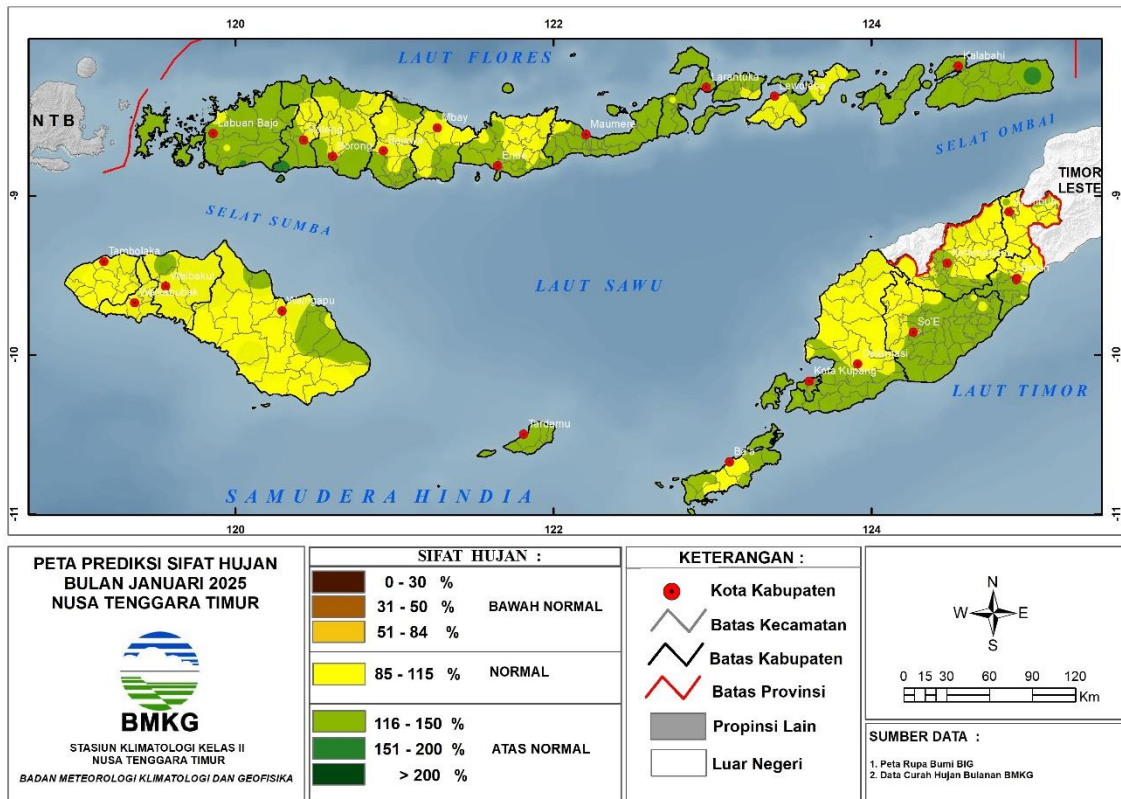 120
122
124
LAUT FLORES
Kalabahi
Larantuka
Lewoleba
NTB
Labuan Bajo
Ruteng
Borong
Bajawa
Mbay
Ende
Maumere
SELAT OMBAI
TIMOR
LESTE
-9
-9
SELAT SUMBA
Atambua
Tambolaka
Waibakul
Waikabubak
Waingapu
LAUT SAWU
Betun
So'E
-10
-10
Kota Kupang
LAUT TIMOR
Tardamu
Ba'a
SAMUDERA HINDIA
-11
-11
120
122
124
PETA PREDIKSI SIFAT HUJAN
BULAN JANUARI 2025
NUSA TENGGARA TIMUR
BMKG
STASIUN KLIMATOLOGI KELAS II
NUSA TENGGARA TIMUR
BADAN METEOROLOGI KLIMATOLOGI DAN GEOFISIKA
SIFAT HUJAN :
0 - 30 %
31 - 50 % BAWAH NORMAL
51 - 84 %
85 - 115 % NORMAL
116 - 150 %
151 - 200 % ATAS NORMAL
> 200 %
KETERANGAN :
Kota Kabupaten
Batas Kecamatan
Batas Kabupaten
Batas Provinsi
Propinsi Lain
Luar Negeri
N
W E
S
0 15 30 60 90 120
Km
SUMBER DATA :
1. Peta Rupa Bumi BIG
2. Data Curah Hujan Bulanan BMKG